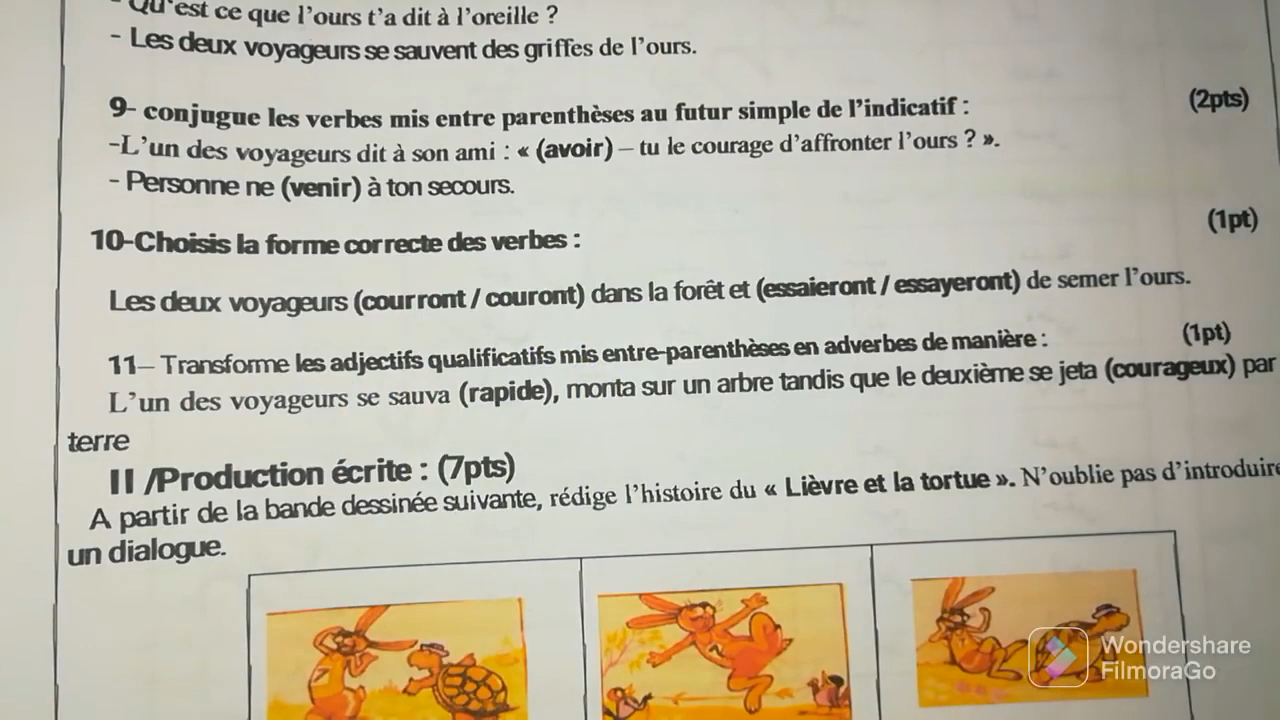 - Qu'est ce que l'ours t'a dit à l'oreille ?
- Les deux voyageurs se sauvent des griffes de l'ours.
9- conjugue les verbes mis entre parenthèses au futur simple de l'indicatif : (2pts)
-L'un des voyageurs dit à son ami : « (avoir) – tu le courage d'affronter l'ours ? ».
- Personne ne (venir) à ton secours.
10-Choisis la forme correcte des verbes : (1pt)
Les deux voyageurs (courront / couront) dans la forêt et (essaieront / essayeront) de semer l'ours.
11– Transforme les adjectifs qualificatifs mis entre-parenthèses en adverbes de manière : (1pt)
L'un des voyageurs se sauva (rapide), monta sur un arbre tandis que le deuxième se jeta (courageux) par
terre
II /Production écrite : (7pts)
A partir de la bande dessinée suivante, rédige l'histoire du « Lièvre et la tortue ». N'oublie pas d'introduire
un dialogue.
Wondershare
FilmoraGo